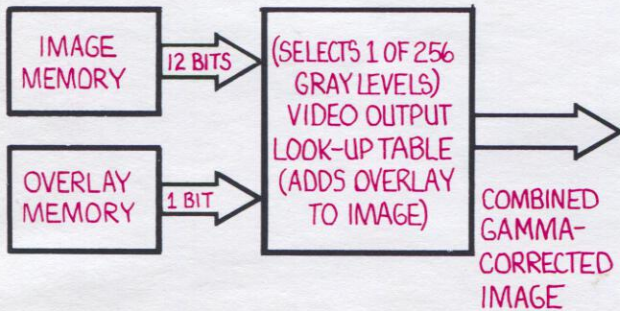 IMAGE
MEMORY
12 BITS
(SELECTS 1 OF 256
GRAY LEVELS)
VIDEO OUTPUT
LOOK-UP TABLE
(ADDS OVERLAY
TO IMAGE)
OVERLAY
MEMORY
1 BIT
COMBINED
GAMMA-
CORRECTED
IMAGE